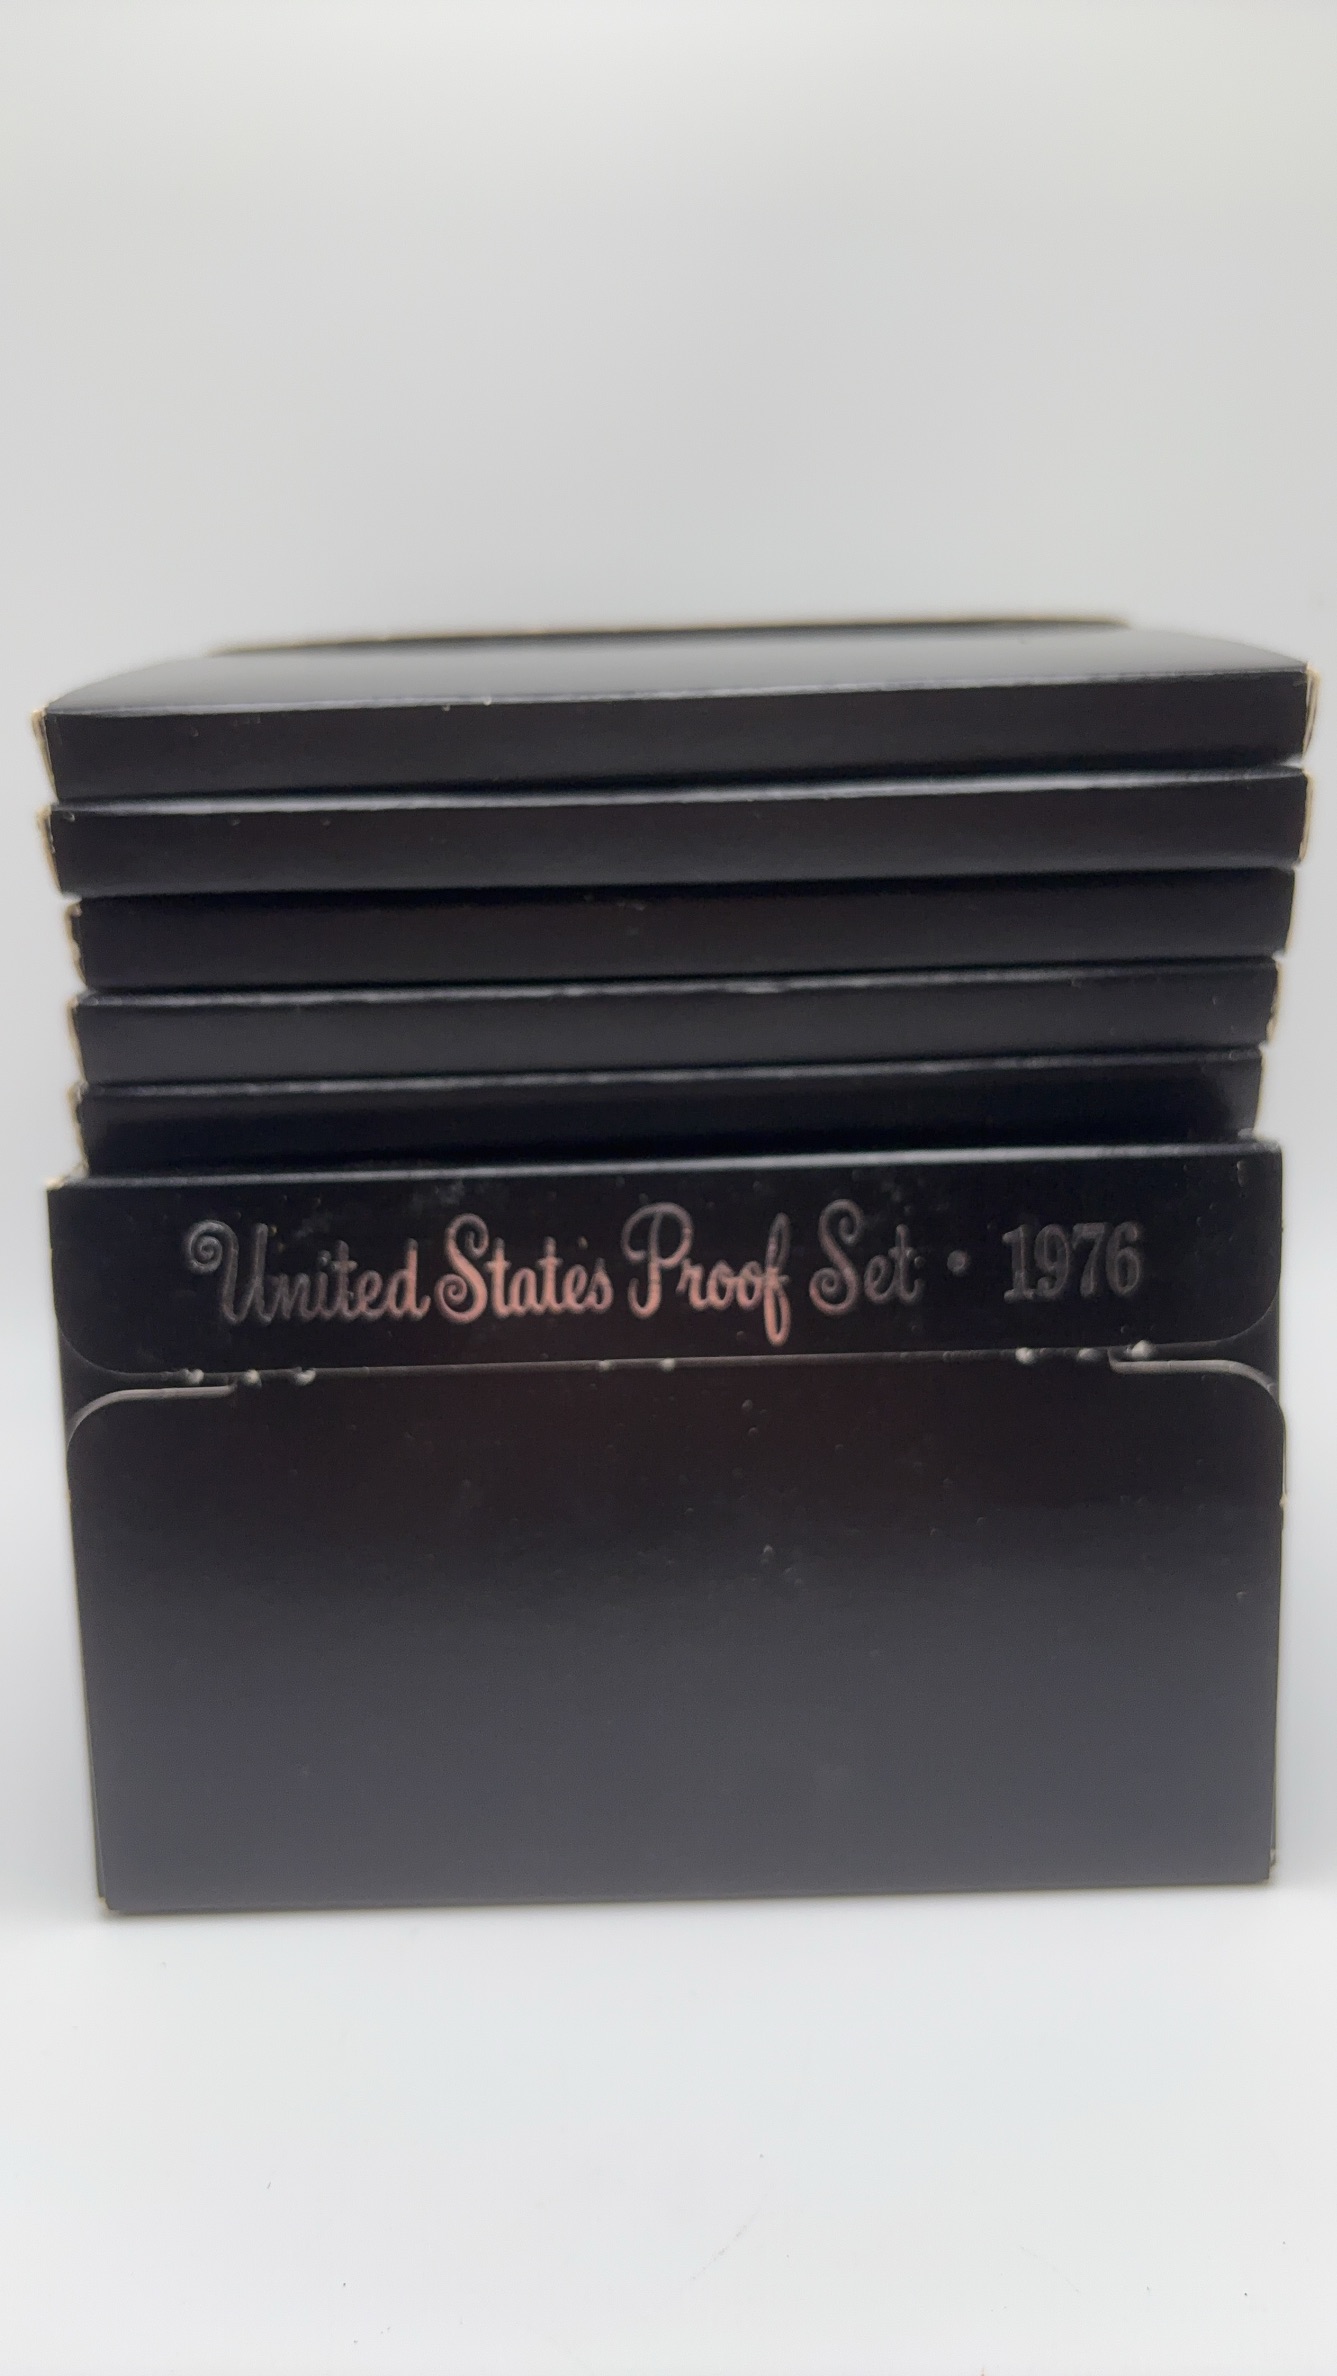 United States Proof Set • 1976